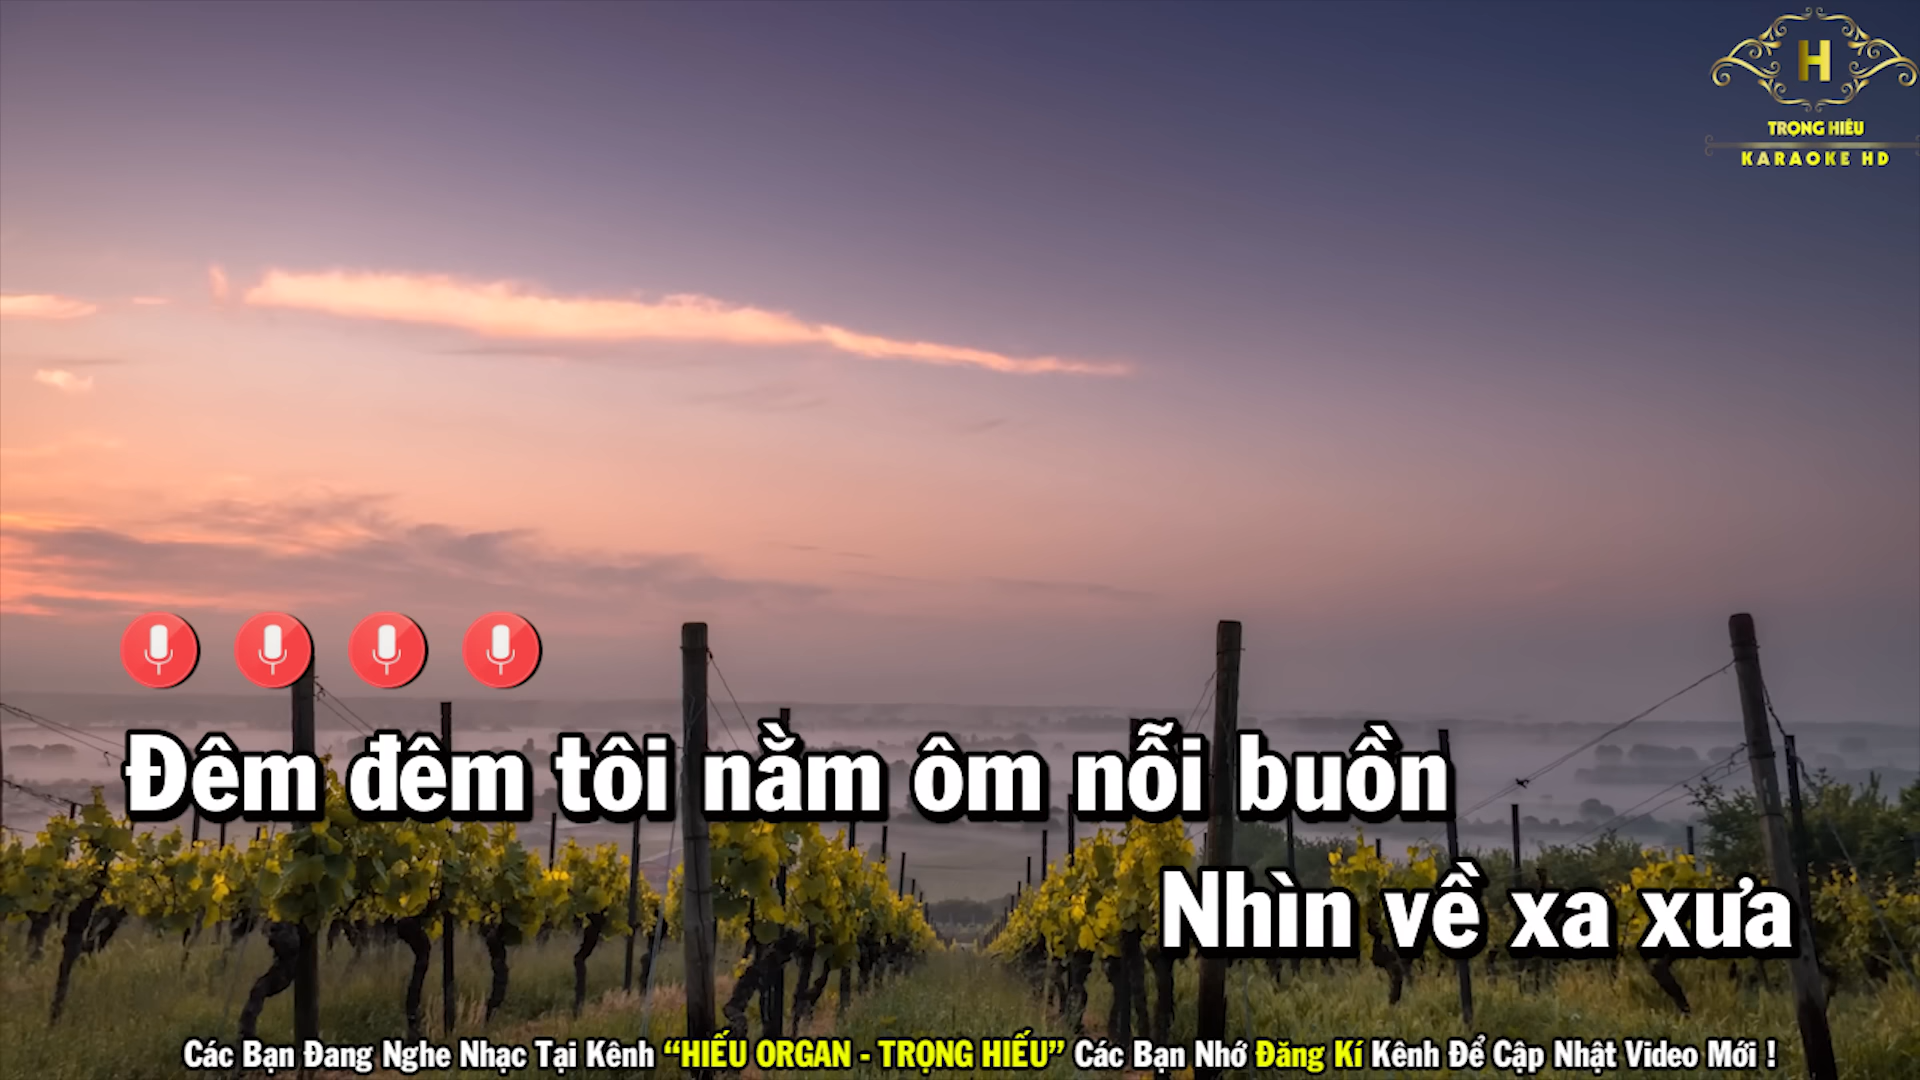 H
TRỌNG HIẾU
KARAOKE HD
Đêm đêm tôi nằm ôm nỗi buồn
Nhìn về xa xưa
Các Bạn Đang Nghe Nhạc Tại Kênh “HIẾU ORGAN - TRỌNG HIẾU” Các Bạn Nhớ Đăng Kí Kênh Để Cập Nhật Video Mới !